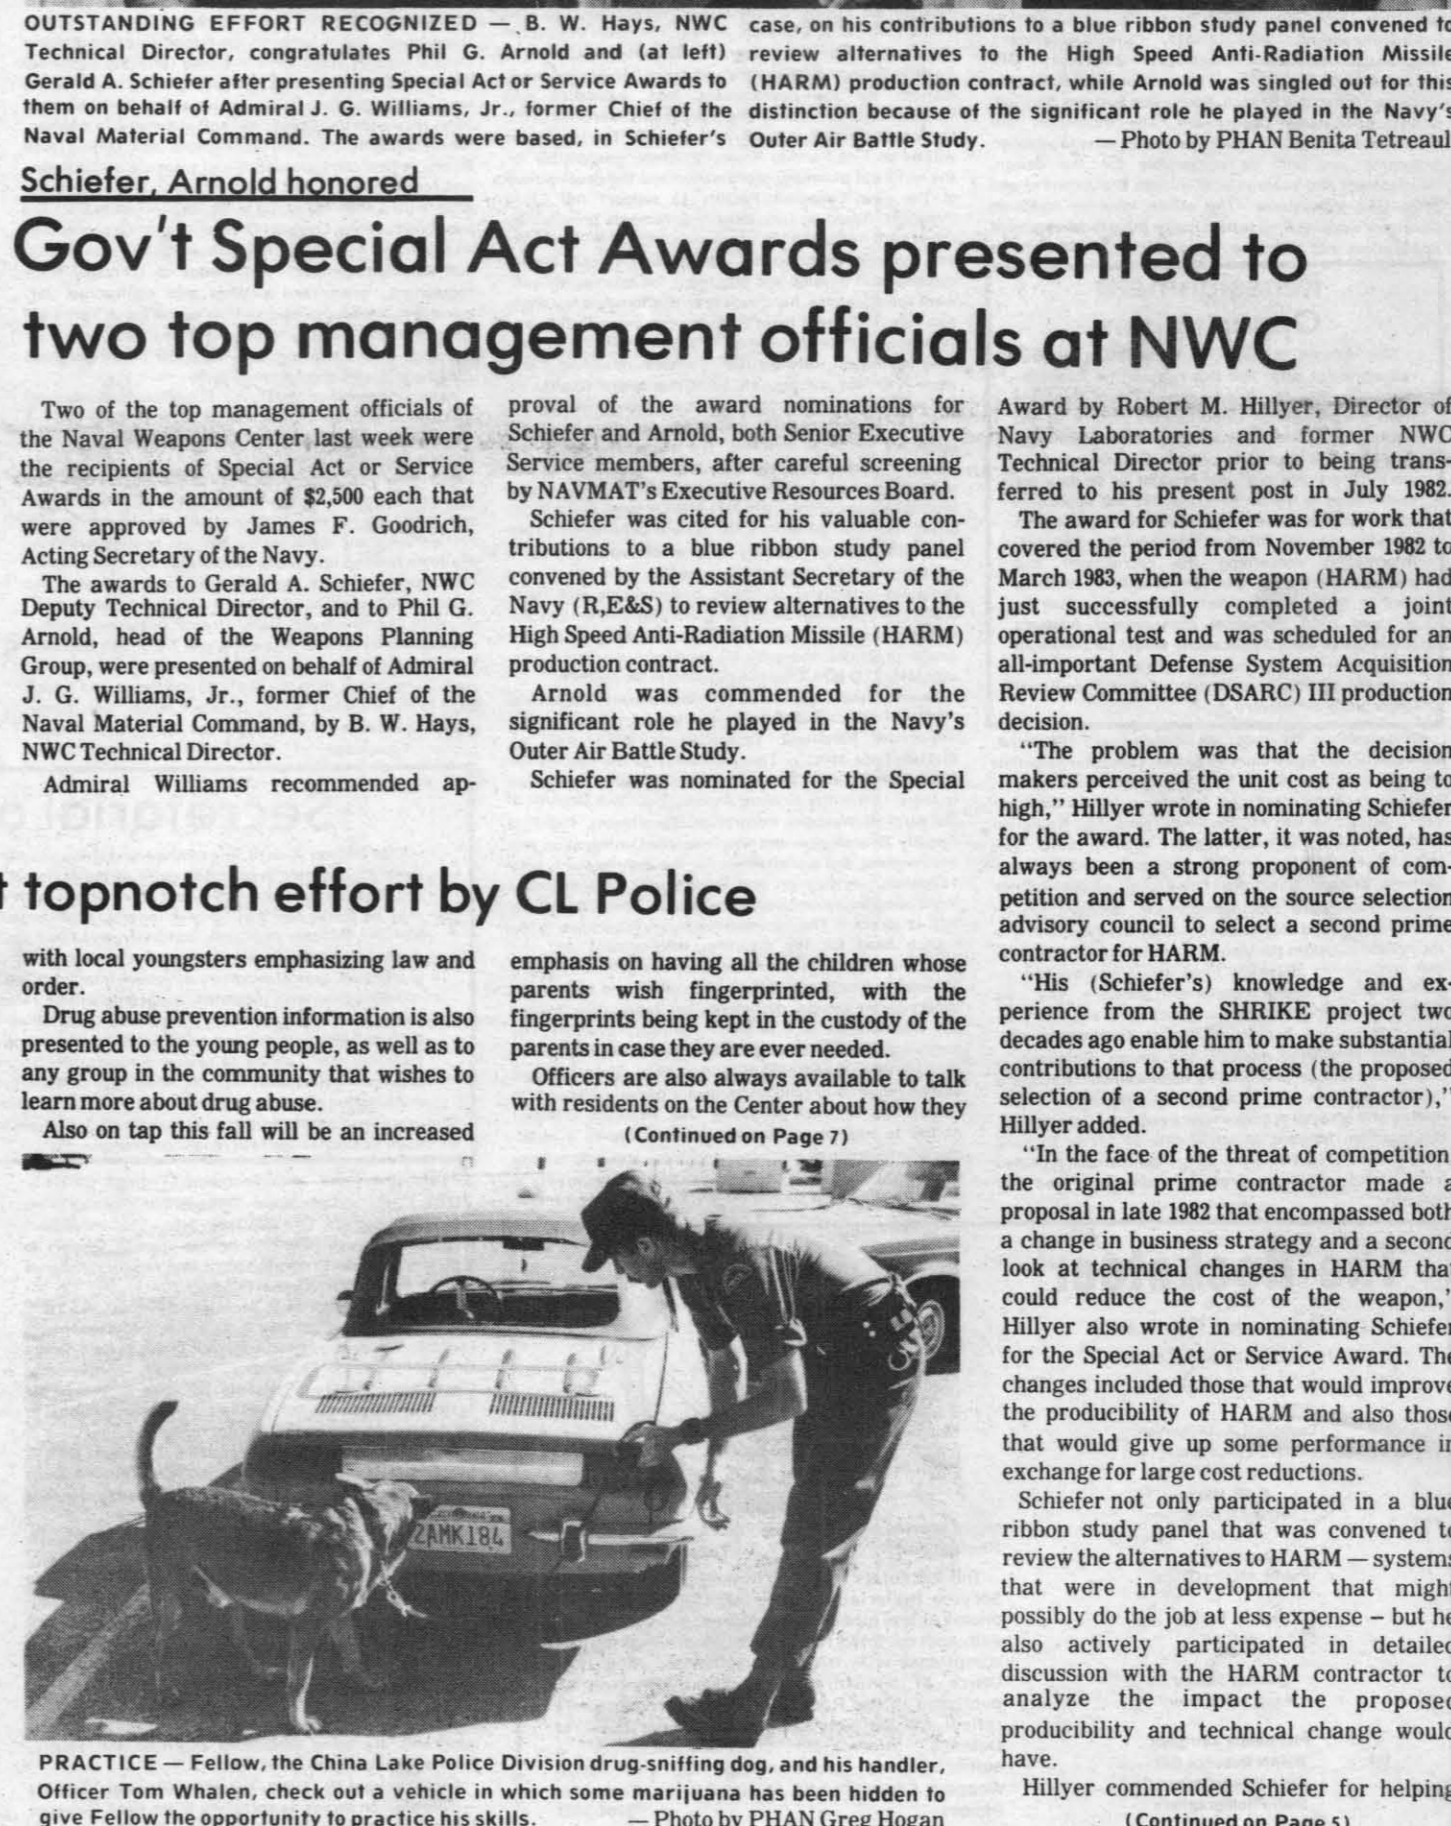 OUTSTANDING EFFORT RECOGNIZED — B. W. Hays, NWC
Technical Director, congratulates Phil G. Arnold and (at left)
Gerald A. Schiefer after presenting Special Act or Service Awards to
them on behalf of Admiral J. G. Williams, Jr., former Chief of the
Naval Material Command. The awards were based, in Schiefer's
case, on his contributions to a blue ribbon study panel convened to
review alternatives to the High Speed Anti-Radiation Missile
(HARM) production contract, while Arnold was singled out for this
distinction because of the significant role he played in the Navy's
Outer Air Battle Study.
— Photo by PHAN Benita Tetreaul
Schiefer, Arnold honored
Gov't Special Act Awards presented to
two top management officials at NWC
Two of the top management officials of
the Naval Weapons Center last week were
the recipients of Special Act or Service
Awards in the amount of $2,500 each that
were approved by James F. Goodrich,
Acting Secretary of the Navy.
The awards to Gerald A. Schiefer, NWC
Deputy Technical Director, and to Phil G.
Arnold, head of the Weapons Planning
Group, were presented on behalf of Admiral
J. G. Williams, Jr., former Chief of the
Naval Material Command, by B. W. Hays,
NWC Technical Director.
Admiral Williams recommended ap-
proval of the award nominations for
Schiefer and Arnold, both Senior Executive
Service members, after careful screening
by NAVMAT's Executive Resources Board.
Schiefer was cited for his valuable con-
tributions to a blue ribbon study panel
convened by the Assistant Secretary of the
Navy (R,E&S) to review alternatives to the
High Speed Anti-Radiation Missile (HARM)
production contract.
Arnold was commended for the
significant role he played in the Navy's
Outer Air Battle Study.
Schiefer was nominated for the Special
Award by Robert M. Hillyer, Director of
Navy Laboratories and former NWC
Technical Director prior to being trans-
ferred to his present post in July 1982.
The award for Schiefer was for work that
covered the period from November 1982 to
March 1983, when the weapon (HARM) had
just successfully completed a joint
operational test and was scheduled for an
all-important Defense System Acquisition
Review Committee (DSARC) III production
decision.
"The problem was that the decision
makers perceived the unit cost as being to
high," Hillyer wrote in nominating Schiefer
for the award. The latter, it was noted, has
always been a strong proponent of com-
petition and served on the source selection
advisory council to select a second prime
contractor for HARM.
"His (Schiefer's) knowledge and ex-
perience from the SHRIKE project two
decades ago enable him to make substantial
contributions to that process (the proposed
selection of a second prime contractor),"
Hillyer added.
"In the face of the threat of competition
the original prime contractor made a
proposal in late 1982 that encompassed both
a change in business strategy and a second
look at technical changes in HARM that
could reduce the cost of the weapon,"
Hillyer also wrote in nominating Schiefer
for the Special Act or Service Award. The
changes included those that would improve
the producibility of HARM and also those
that would give up some performance in
exchange for large cost reductions.
Schiefer not only participated in a blue
ribbon study panel that was convened to
review the alternatives to HARM — systems
that were in development that might
possibly do the job at less expense – but he
also actively participated in detailed
discussion with the HARM contractor to
analyze the impact the proposed
producibility and technical change would
have.
Hillyer commended Schiefer for helping
(Continued on Page 5)
t topnotch effort by CL Police
with local youngsters emphasizing law and
order.
Drug abuse prevention information is also
presented to the young people, as well as to
any group in the community that wishes to
learn more about drug abuse.
Also on tap this fall will be an increased
emphasis on having all the children whose
parents wish fingerprinted, with the
fingerprints being kept in the custody of the
parents in case they are ever needed.
Officers are also always available to talk
with residents on the Center about how they
(Continued on Page 7)
2AMK184
PRACTICE — Fellow, the China Lake Police Division drug-sniffing dog, and his handler,
Officer Tom Whalen, check out a vehicle in which some marijuana has been hidden to
give Fellow the opportunity to practice his skills.
— Photo by PHAN Greg Hogan